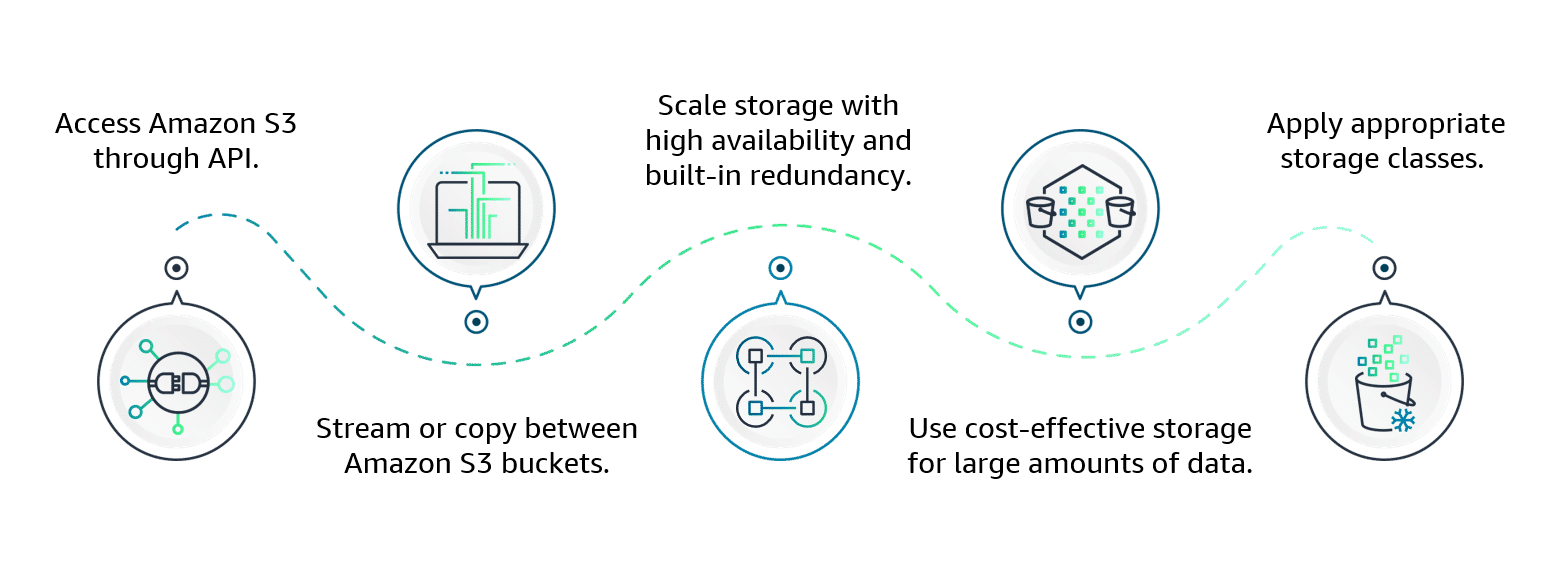 Access Amazon S3
through API.
Stream or copy between
Amazon S3 buckets.
Scale storage with
high availability and
built-in redundancy.
Use cost-effective storage
for large amounts of data.
Apply appropriate
storage classes.